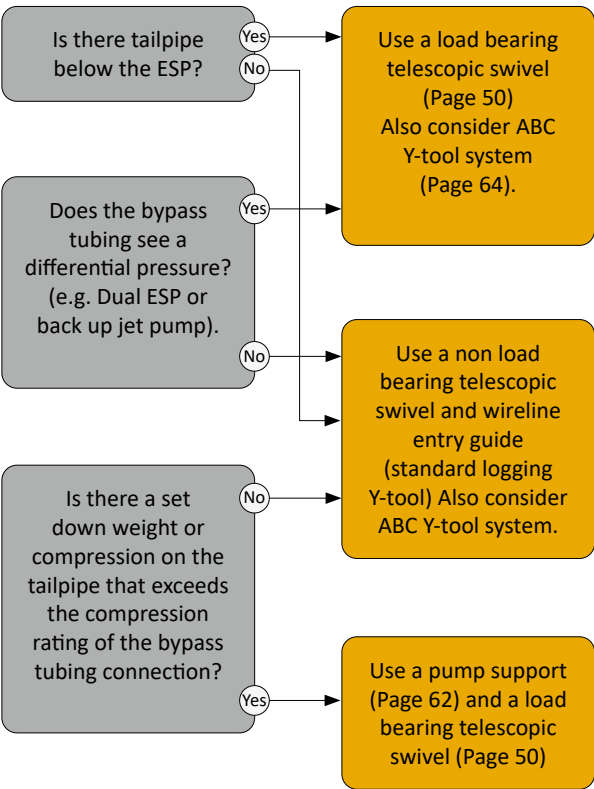 Is there tailpipe
below the ESP?
Yes
No
Use a load bearing
telescopic swivel
(Page 50)
Also consider ABC
Y-tool system
(Page 64).
Does the bypass
tubing see a
differential pressure?
(e.g. Dual ESP or
back up jet pump).
Yes
No
Use a non load
bearing telescopic
swivel and wireline
entry guide
(standard logging
Y-tool) Also consider
ABC Y-tool system.
Is there a set
down weight or
compression on the
tailpipe that exceeds
the compression
rating of the bypass
tubing connection?
No
Yes
Use a pump support
(Page 62) and a load
bearing telescopic
swivel (Page 50)